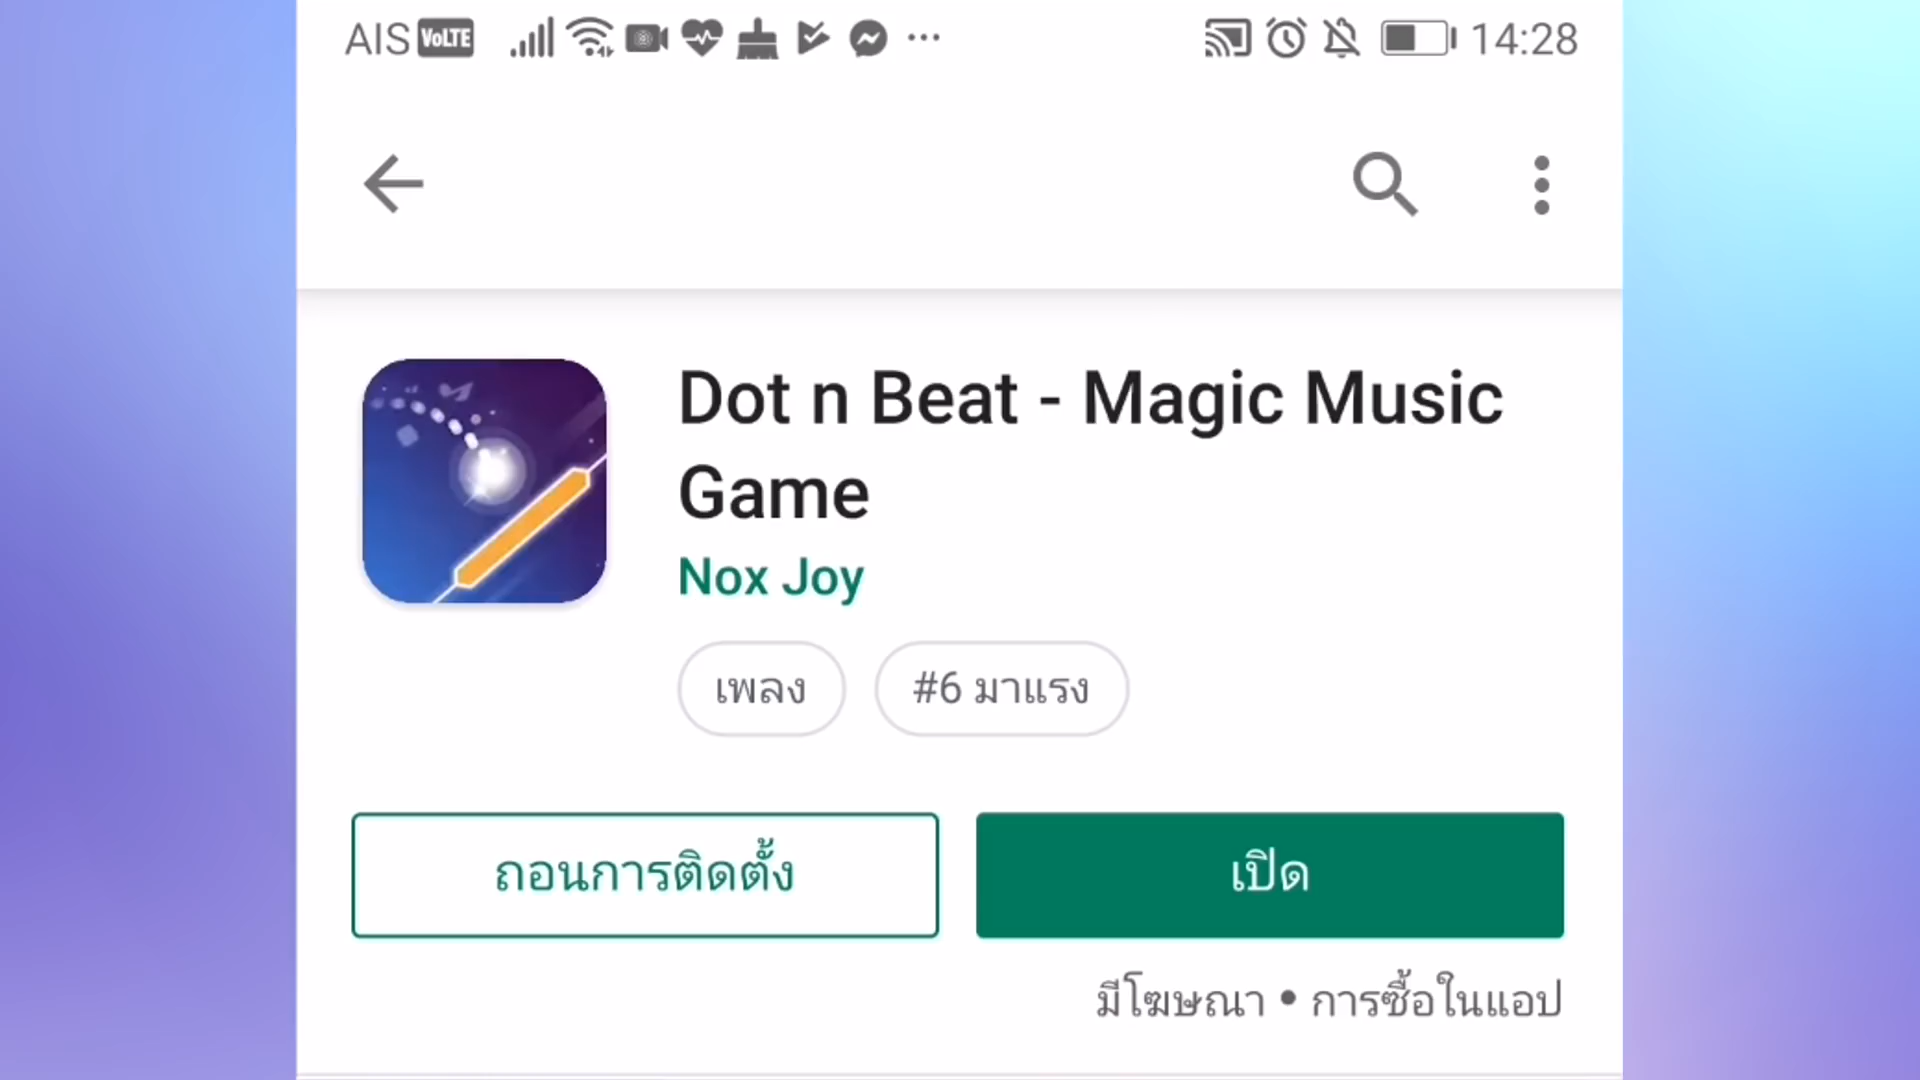 AIS VoLTE 14:28
Dot n Beat - Magic Music
Game
Nox Joy
เพลง #6 มาแรง
ถอนการติดตั้ง เปิด
มีโฆษณา • การซื้อในแอป